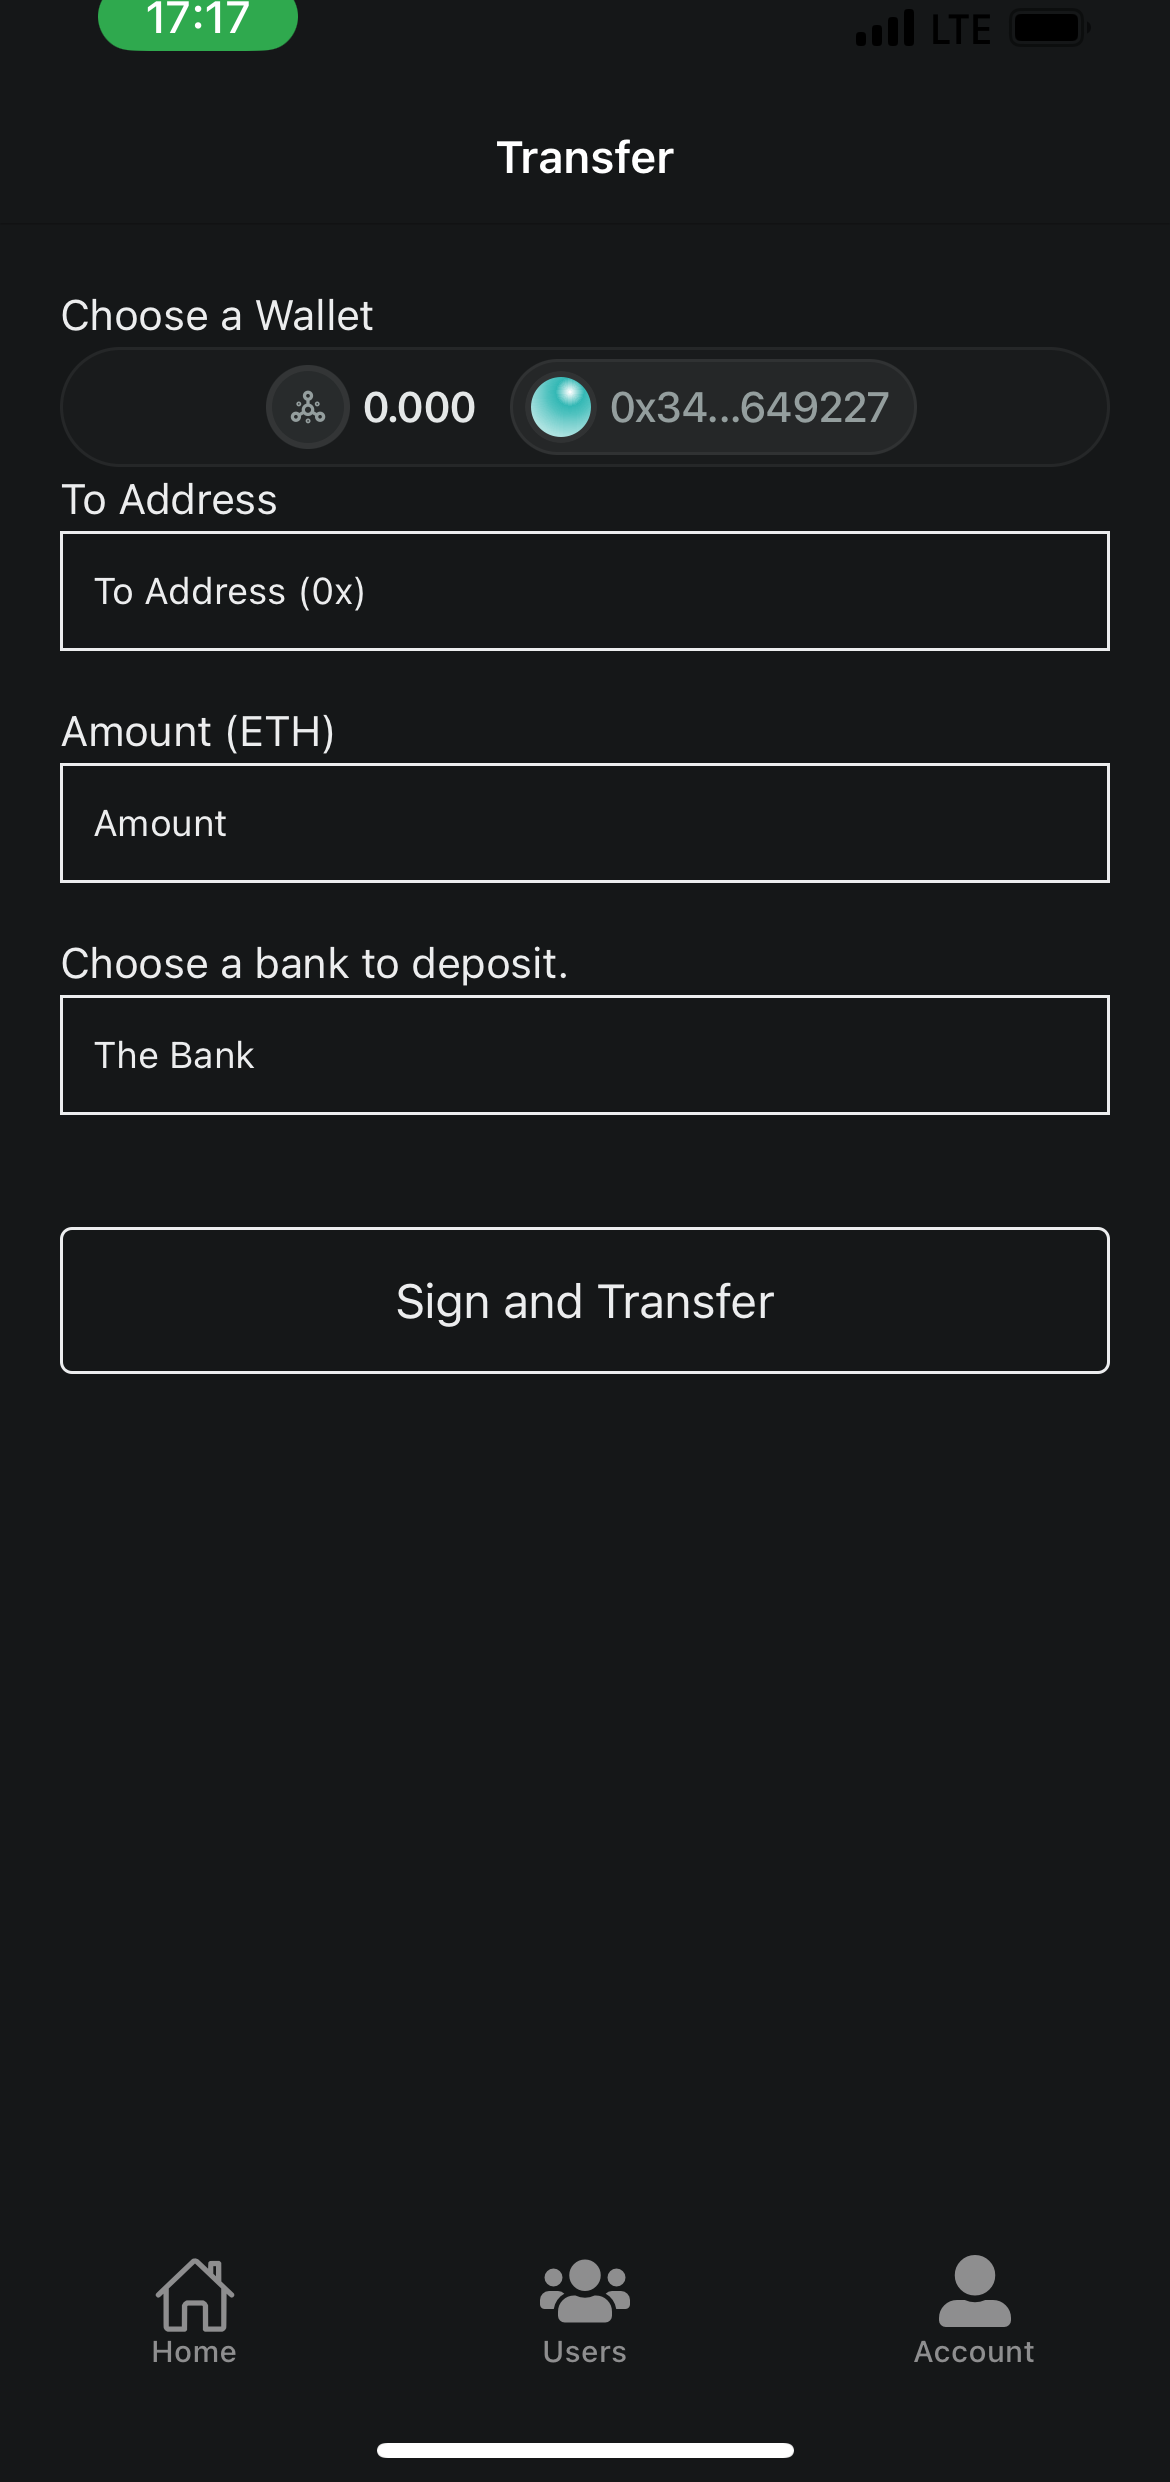 17:17
LTE
Transfer
Choose a Wallet
0.000 0x34...649227
To Address
To Address (0x)
Amount (ETH)
Amount
Choose a bank to deposit.
The Bank
Sign and Transfer
Home Users Account